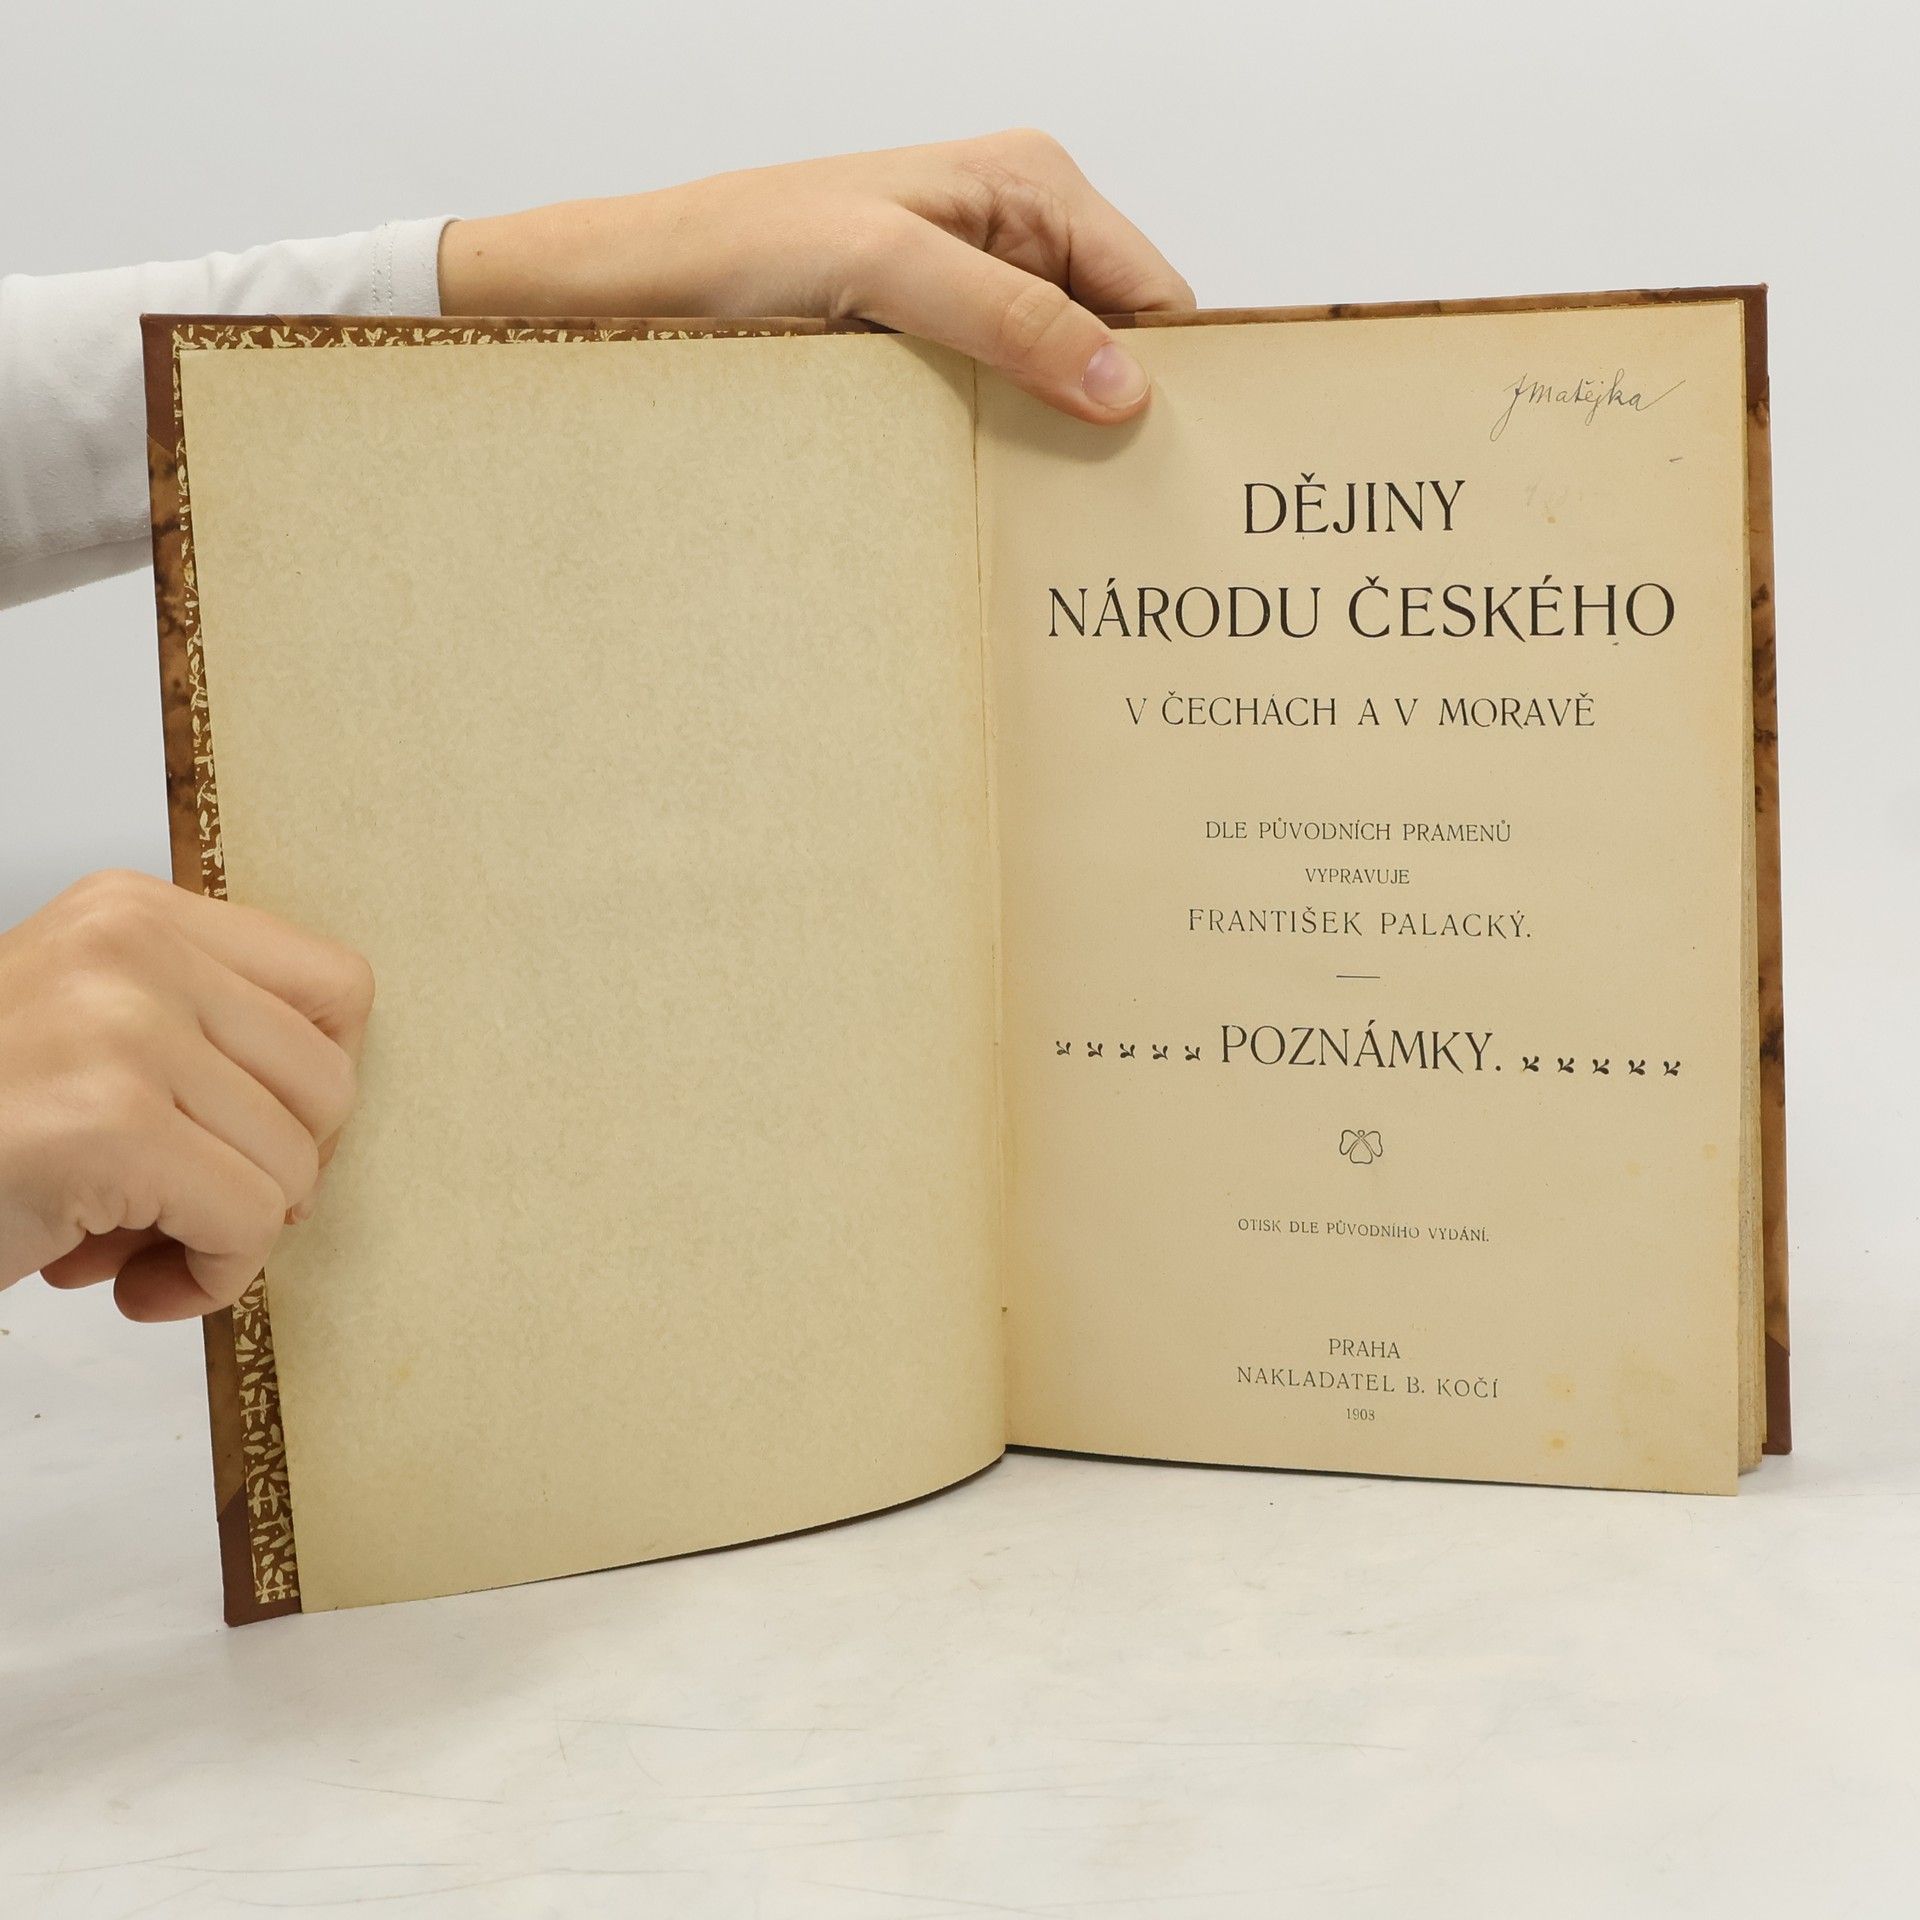 JMatějka
DĚJINY
NÁRODU ČESKÉHO
V ČECHÁCH A V MORAVĚ
DLE PŮVODNÍCH PRAMENŮ
VYPRAVUJE
FRANTIŠEK PALACKÝ.
POZNÁMKY.
OTISK DLE PŮVODNÍHO VYDÁNÍ.
PRAHA
NAKLADATEL B. KOČÍ
1908